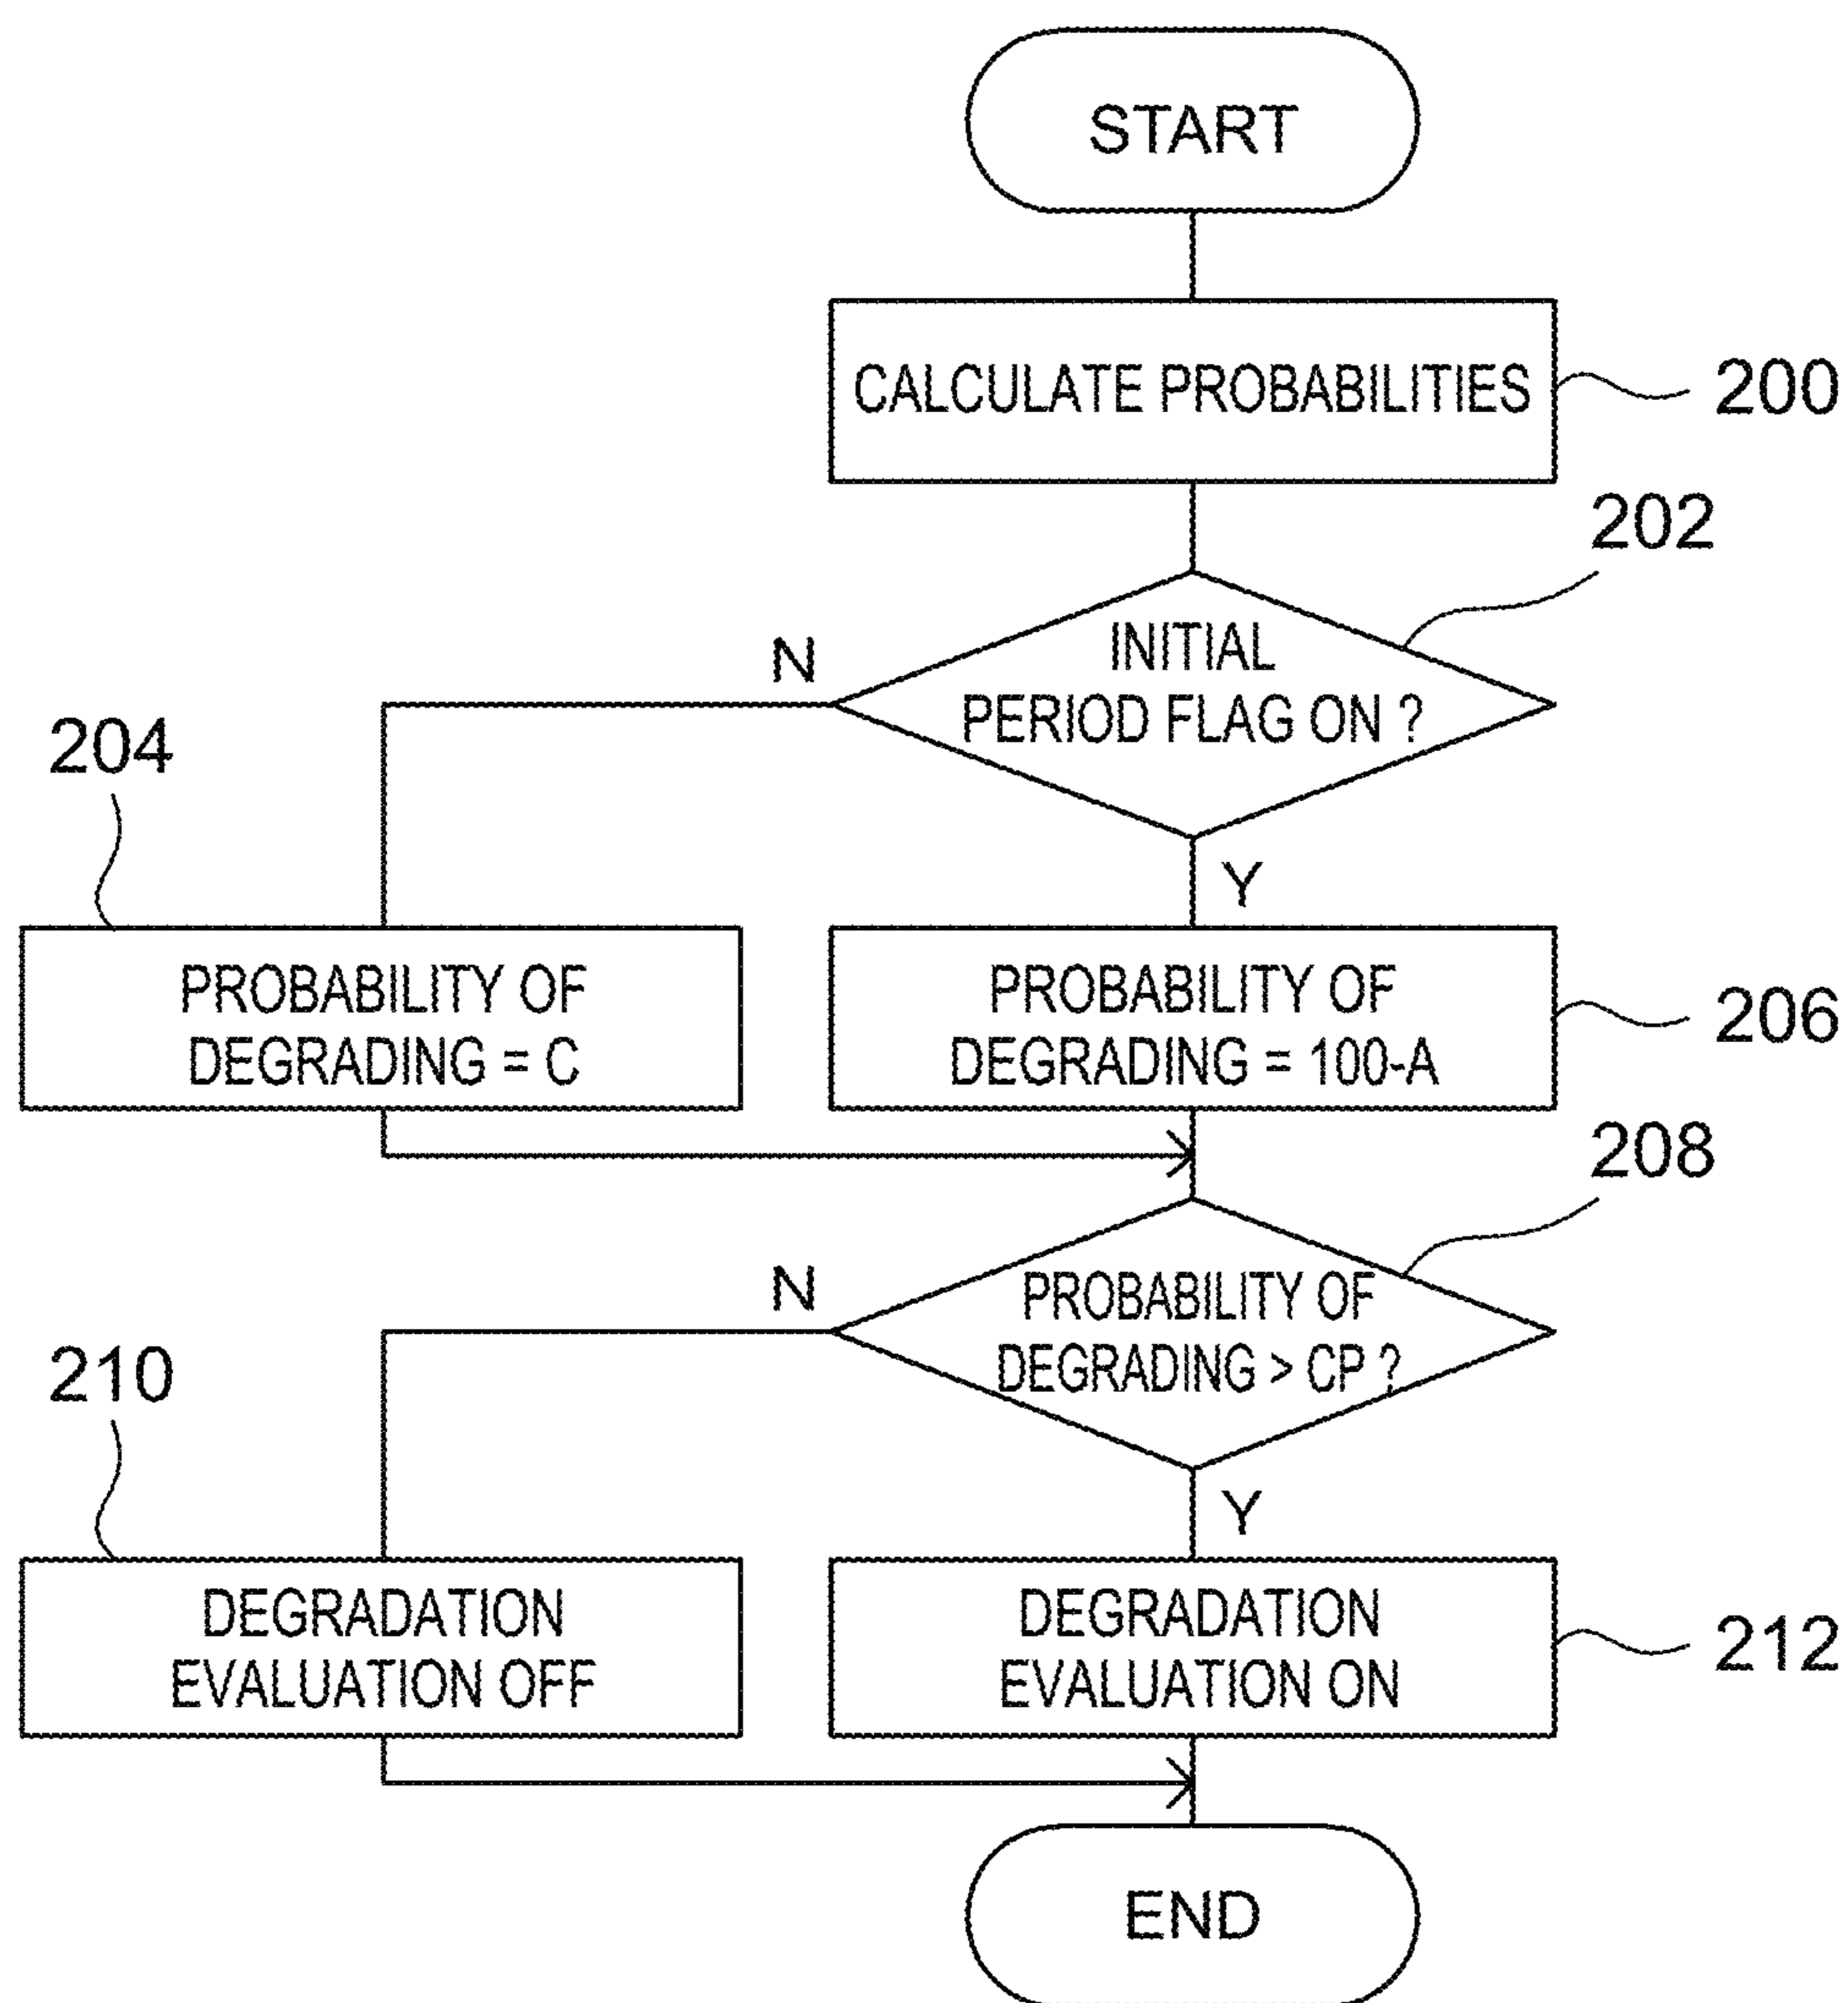 START
CALCULATE PROBABILITIES
200
202
INITIAL
PERIOD FLAG ON ?
N
Y
204
PROBABILITY OF
DEGRADING = C
PROBABILITY OF
DEGRADING = 100-A
206
208
PROBABILITY OF
DEGRADING > CP ?
N
Y
210
DEGRADATION
EVALUATION OFF
DEGRADATION
EVALUATION ON
212
END